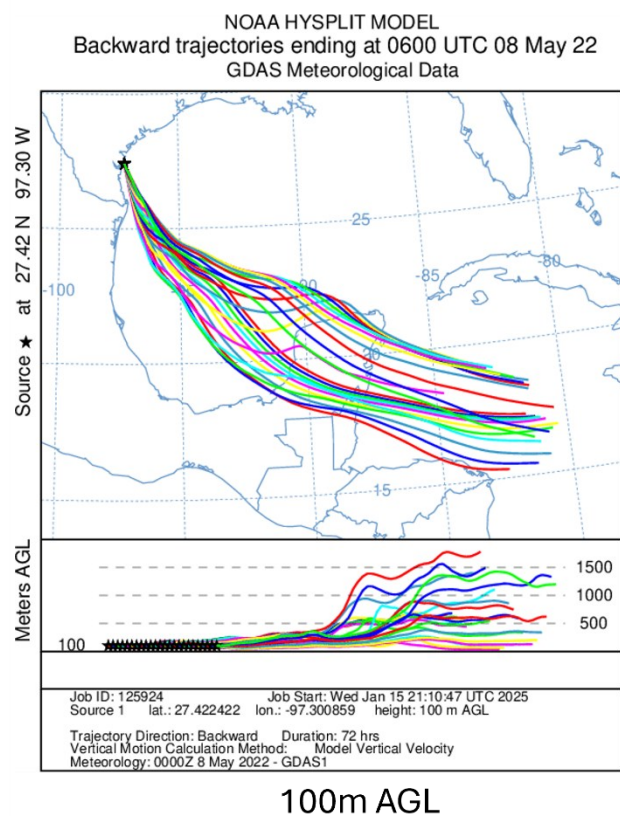 NOAA HYSPLIT MODEL
Backward trajectories ending at 0600 UTC 08 May 22
GDAS Meteorological Data
Source ★ at 27.42 N 97.30 W
25
-80
-85
-90
-100
20
15
Meters AGL
1500
1000
500
100
Job ID: 125924 Job Start: Wed Jan 15 21:10:47 UTC 2025
Source 1 lat.: 27.422422 lon.: -97.300859 height: 100 m AGL
Trajectory Direction: Backward Duration: 72 hrs
Vertical Motion Calculation Method: Model Vertical Velocity
Meteorology: 0000Z 8 May 2022 - GDAS1
100m AGL